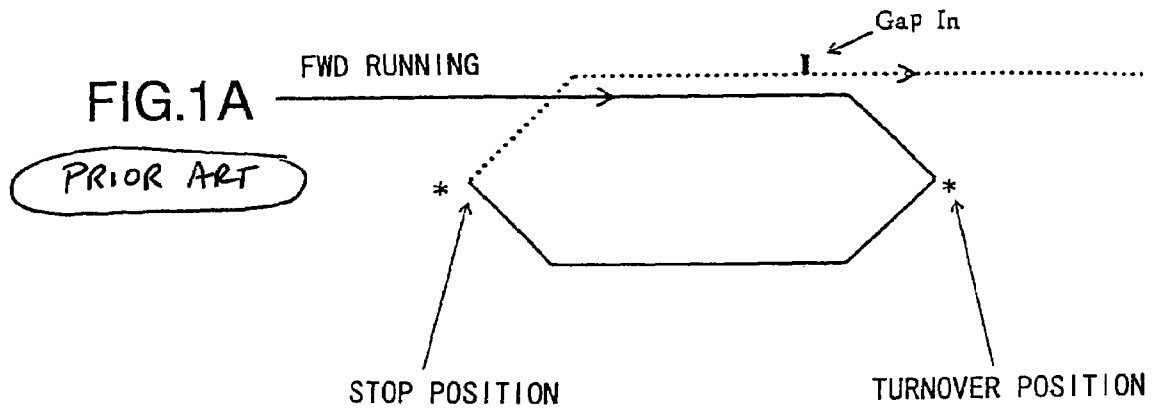 Gap In
FWD RUNNING
FIG.1A
PRIOR ART
*
*
STOP POSITION
TURNOVER POSITION